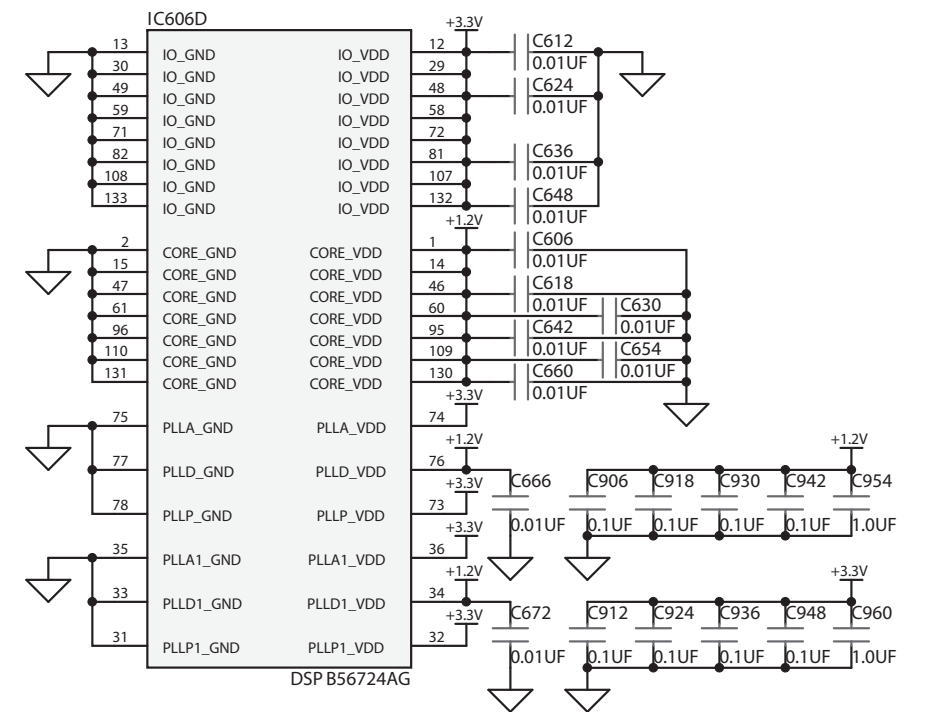 IC606D
+3.3V
13 IO_GND IO_VDD 12 C612
0.01UF
30 IO_GND IO_VDD 29
49 IO_GND IO_VDD 48 C624
0.01UF
59 IO_GND IO_VDD 58
71 IO_GND IO_VDD 72
82 IO_GND IO_VDD 81 C636
0.01UF
108 IO_GND IO_VDD 107
133 IO_GND IO_VDD 132 C648
0.01UF
+1.2V
2 CORE_GND CORE_VDD 1 C606
0.01UF
15 CORE_GND CORE_VDD 14
47 CORE_GND CORE_VDD 46 C618
0.01UF
61 CORE_GND CORE_VDD 60 C630
0.01UF
96 CORE_GND CORE_VDD 95 C642
0.01UF
110 CORE_GND CORE_VDD 109 C654
0.01UF
131 CORE_GND CORE_VDD 130 C660
0.01UF
+3.3V
75 PLLA_GND PLLA_VDD 74
+1.2V
77 PLLD_GND PLLD_VDD 76
C666
0.01UF
+3.3V
78 PLLP_GND PLLP_VDD 73
+1.2V
C906 C918 C930 C942 C954
0.1UF 0.1UF 0.1UF 0.1UF 1.0UF
+3.3V
35 PLLA1_GND PLLA1_VDD 36
+1.2V
33 PLLD1_GND PLLD1_VDD 34
C672
0.01UF
+3.3V
31 PLLP1_GND PLLP1_VDD 32
+3.3V
C912 C924 C936 C948 C960
0.1UF 0.1UF 0.1UF 0.1UF 1.0UF
DSP B56724AG